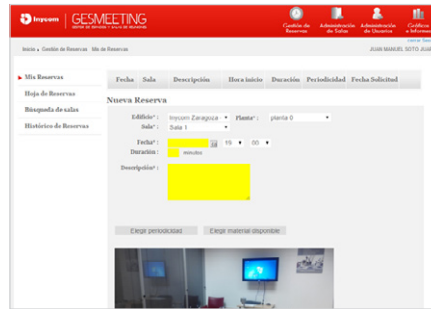 inycom GESMEETING
Gestión de Reservas Administración de Salas Administración de Usuarios Gráficos e Informes
Inicio Gestión de Reservas Mis de Reservas JUAN MANUEL SOTO JUA
Mis Reservas
Hoja de Reservas
Búsqueda de salas
Histórico de Reservas
Fecha Sala Descripción Hora inicio Duración Periodicidad Fecha Solicitud
Nueva Reserva
Edificio* : Inycom Zaragoza Planta* : planta 0
Sala* : Sala 1
Fecha* : 19 00
Duración : minutos
Descripción* :
Elegir periodicidad Elegir material disponible